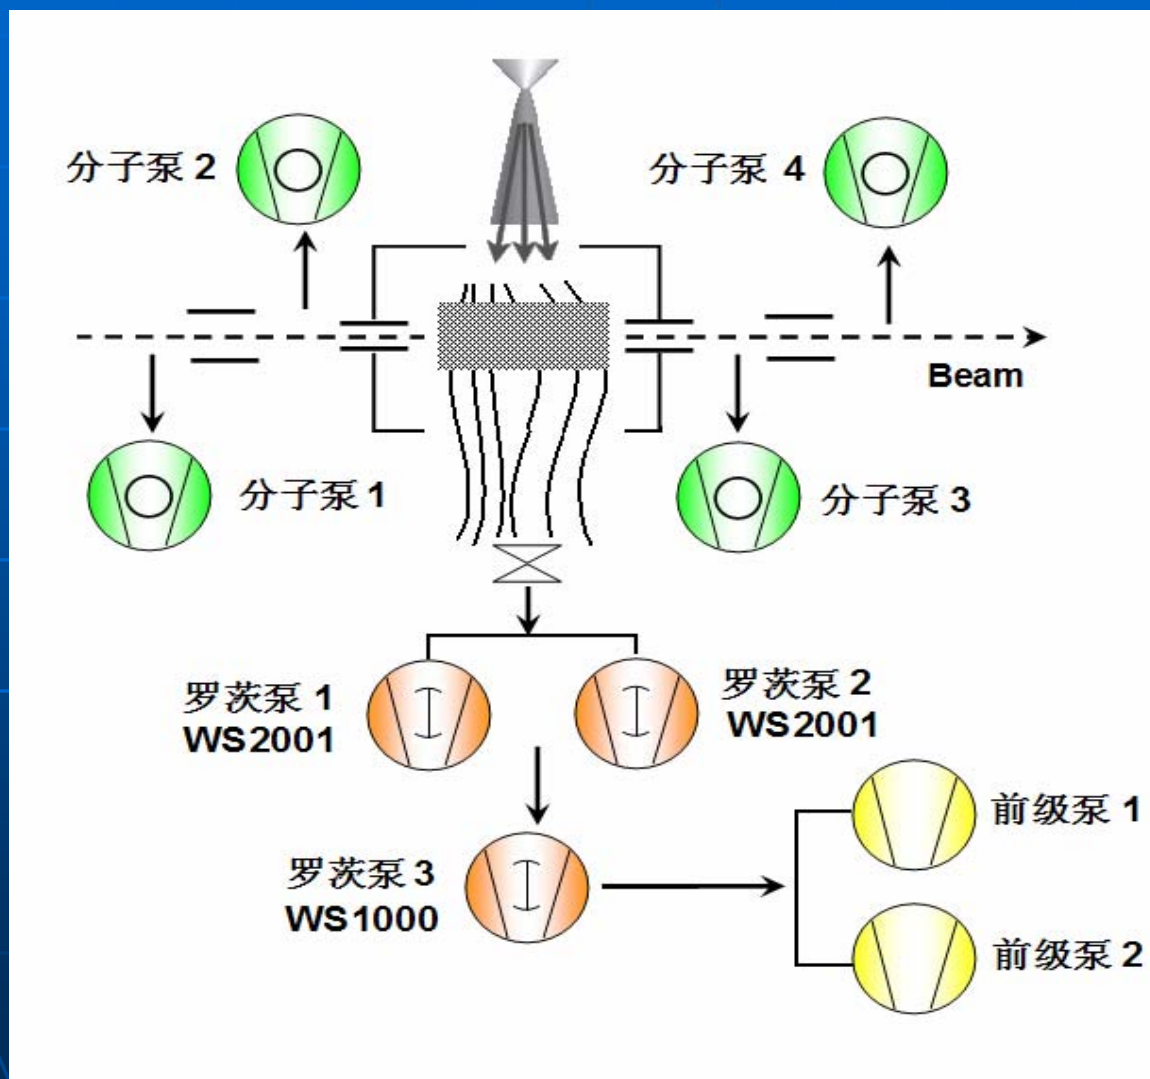 分子泵 2
分子泵 4
Beam
分子泵 1
分子泵 3
罗茨泵 1
WS2001
罗茨泵 2
WS2001
前级泵 1
罗茨泵 3
WS1000
前级泵 2